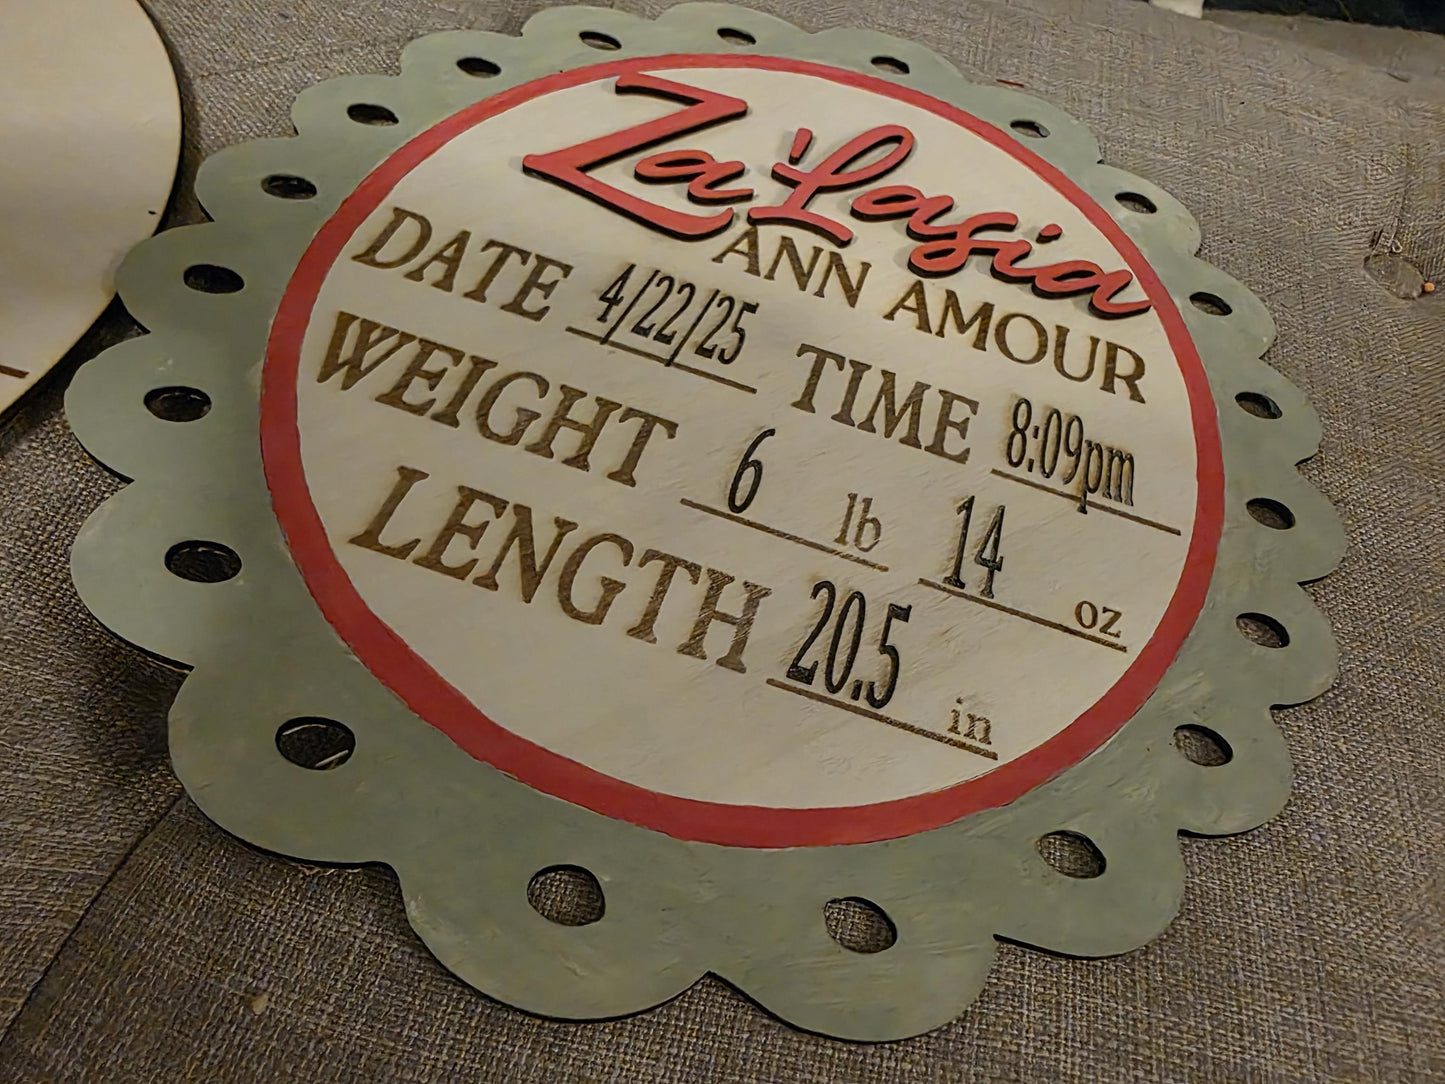 Za'Lasia
ANN AMOUR
DATE 4/22/25 TIME 8:09pm
WEIGHT 6 lb 14 oz
LENGTH 20.5 in